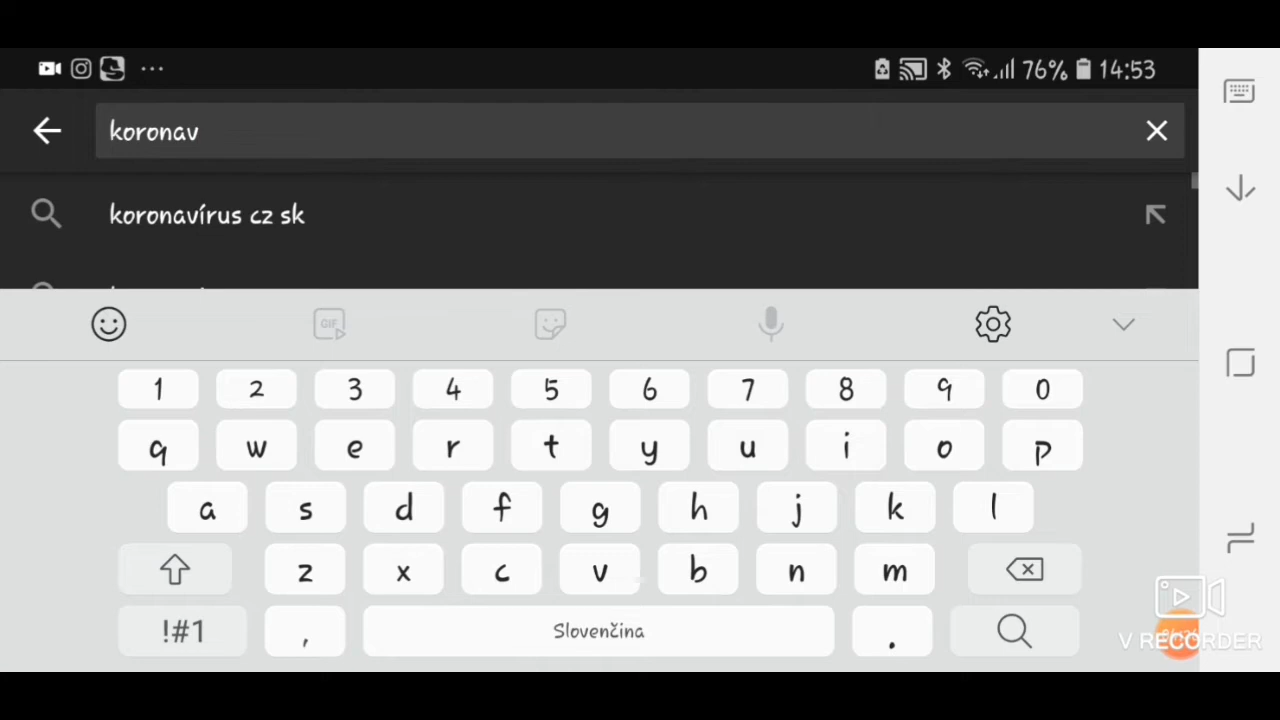 76% 14:53
koronav
koronavírus cz sk
GIF
1 2 3 4 5 6 7 8 9 0
q w e r t y u i o p
a s d f g h j k l
z x c v b n m
!#1 , Slovenčina .
V RECORDER